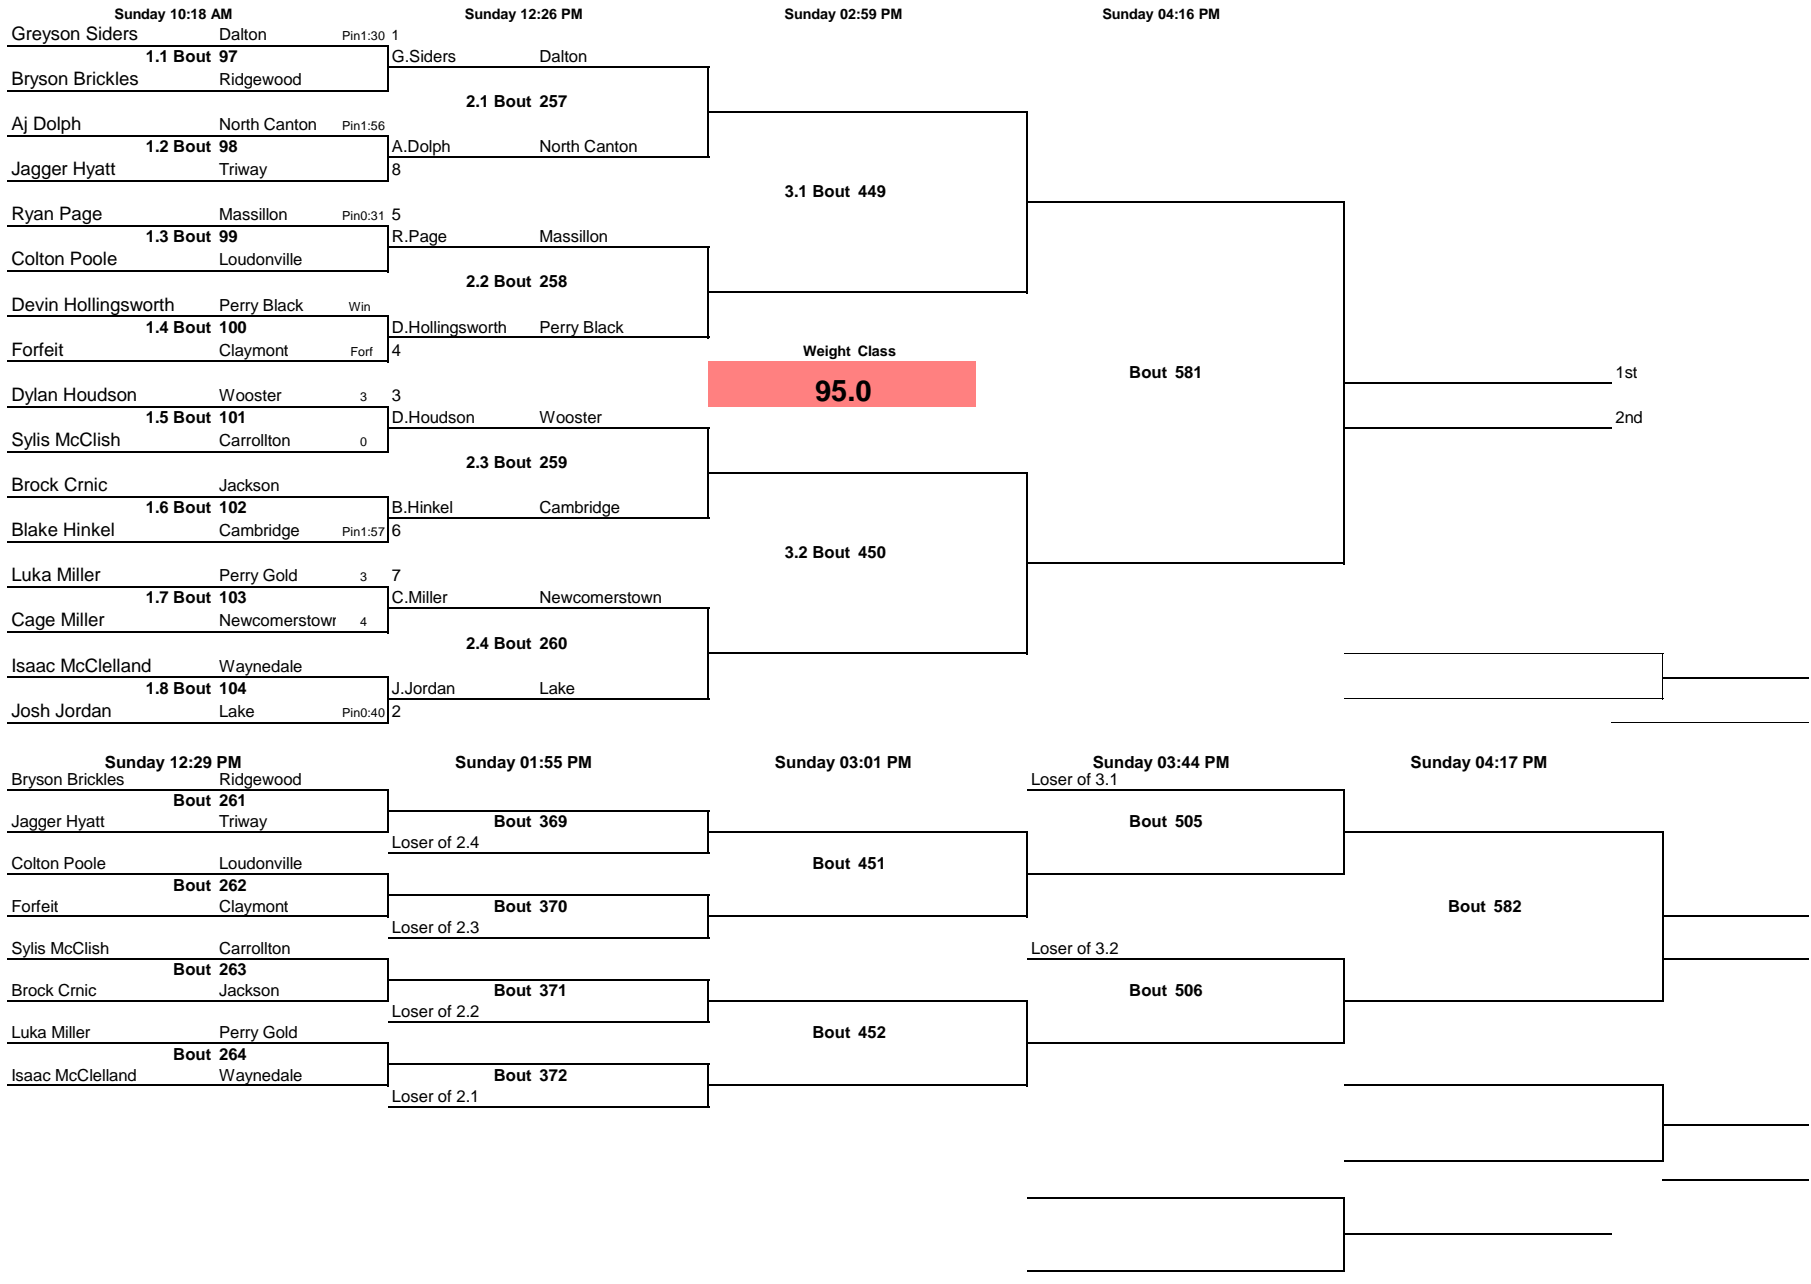 Sunday 10:18 AM Sunday 12:26 PM Sunday 02:59 PM Sunday 04:16 PM
Greyson Siders Dalton Pin1:30 1
1.1 Bout 97 G.Siders Dalton
Bryson Brickles Ridgewood
2.1 Bout 257
Aj Dolph North Canton Pin1:56
1.2 Bout 98 A.Dolph North Canton
Jagger Hyatt Triway 8
3.1 Bout 449
Ryan Page Massillon Pin0:31 5
1.3 Bout 99 R.Page Massillon
Colton Poole Loudonville
2.2 Bout 258
Devin Hollingsworth Perry Black Win
1.4 Bout 100 D.Hollingsworth Perry Black
Forfeit Claymont Forf 4 Weight Class
Bout 581 1st
Dylan Houdson Wooster 3 3 95.0
1.5 Bout 101 D.Houdson Wooster 2nd
Sylis McClish Carrollton 0
2.3 Bout 259
Brock Crnic Jackson
1.6 Bout 102 B.Hinkel Cambridge
Blake Hinkel Cambridge Pin1:57 6
3.2 Bout 450
Luka Miller Perry Gold 3 7
1.7 Bout 103 C.Miller Newcomerstown
Cage Miller Newcomerstown 4
2.4 Bout 260
Isaac McClelland Waynedale
1.8 Bout 104 J.Jordan Lake
Josh Jordan Lake Pin0:40 2
Sunday 12:29 PM Sunday 01:55 PM Sunday 03:01 PM Sunday 03:44 PM Sunday 04:17 PM
Bryson Brickles Ridgewood Loser of 3.1
Bout 261
Jagger Hyatt Triway Bout 369 Bout 505
Loser of 2.4
Colton Poole Loudonville Bout 451
Bout 262
Forfeit Claymont Bout 370 Bout 582
Loser of 2.3
Sylis McClish Carrollton Loser of 3.2
Bout 263
Brock Crnic Jackson Bout 371 Bout 506
Loser of 2.2
Luka Miller Perry Gold Bout 452
Bout 264
Isaac McClelland Waynedale Bout 372
Loser of 2.1